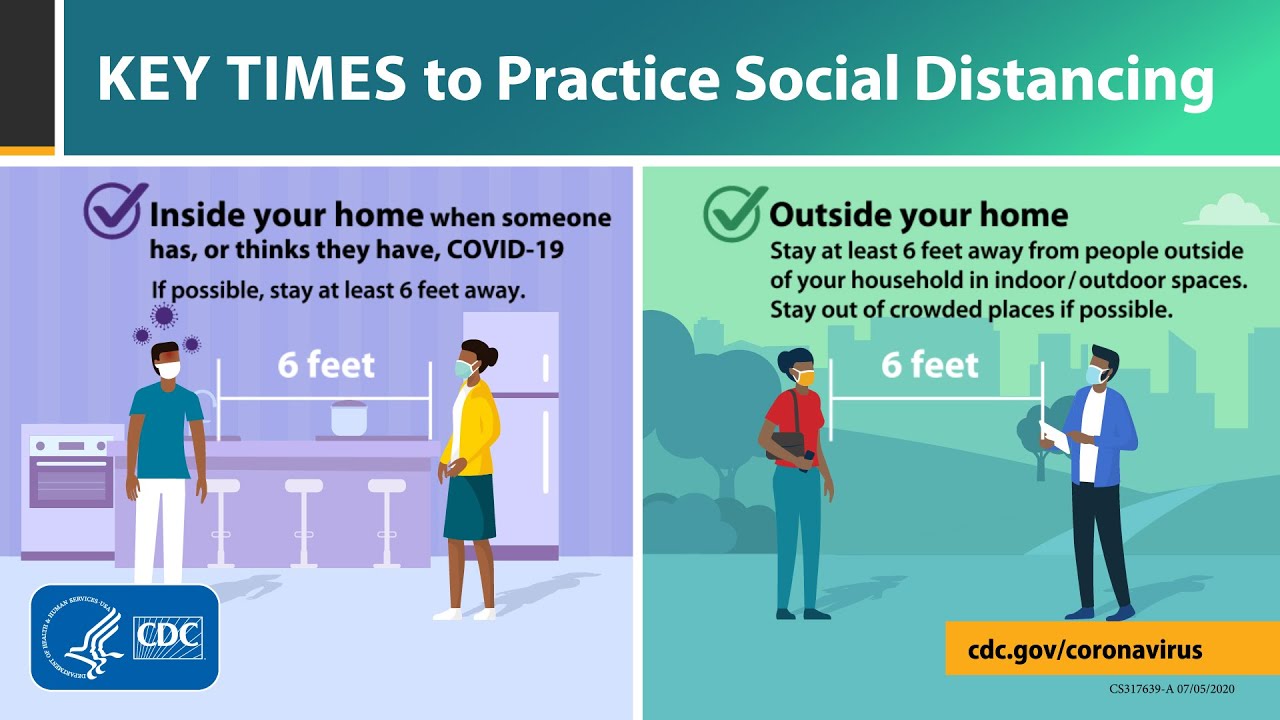 KEY TIMES to Practice Social Distancing
Inside your home when someone
has, or thinks they have, COVID-19
If possible, stay at least 6 feet away.
6 feet
Outside your home
Stay at least 6 feet away from people outside
of your household in indoor/outdoor spaces.
Stay out of crowded places if possible.
6 feet
DEPARTMENT OF HEALTH & HUMAN SERVICES·USA
CDC
cdc.gov/coronavirus
CS317639-A 07/05/2020